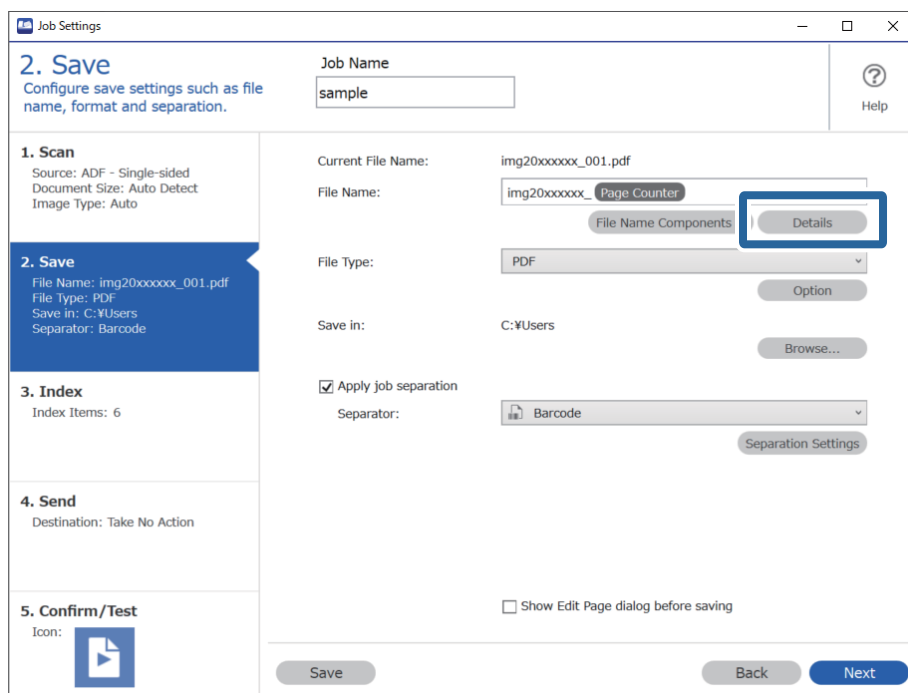 Job Settings
2. Save
Configure save settings such as file
name, format and separation.
Job Name
sample
Help
1. Scan
Source: ADF - Single-sided
Document Size: Auto Detect
Image Type: Auto
2. Save
File Name: img20xxxxxx_001.pdf
File Type: PDF
Save in: C:¥Users
Separator: Barcode
3. Index
Index Items: 6
4. Send
Destination: Take No Action
5. Confirm/Test
Icon:
Current File Name: img20xxxxxx_001.pdf
File Name: img20xxxxxx_ Page Counter
File Name Components Details
File Type: PDF
Option
Save in: C:¥Users
Browse...
Apply job separation
Separator: Barcode
Separation Settings
Show Edit Page dialog before saving
Save Back Next